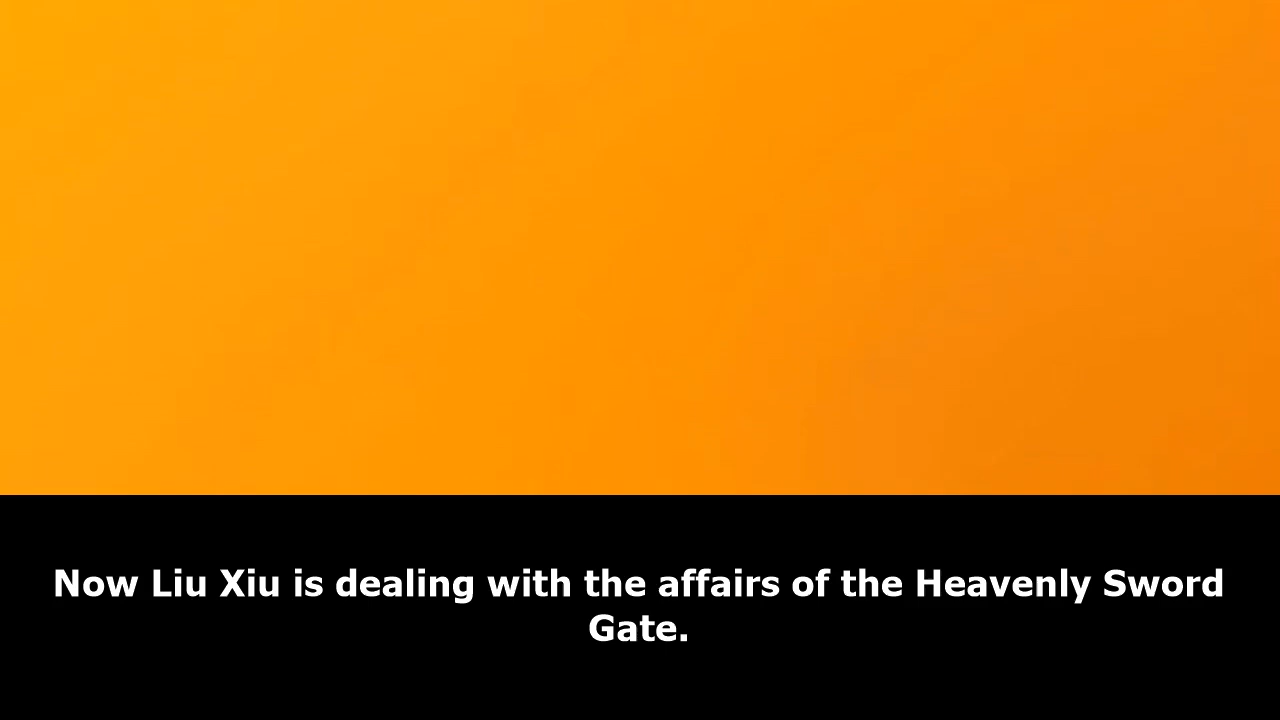 Now Liu Xiu is dealing with the affairs of the Heavenly Sword
Gate.